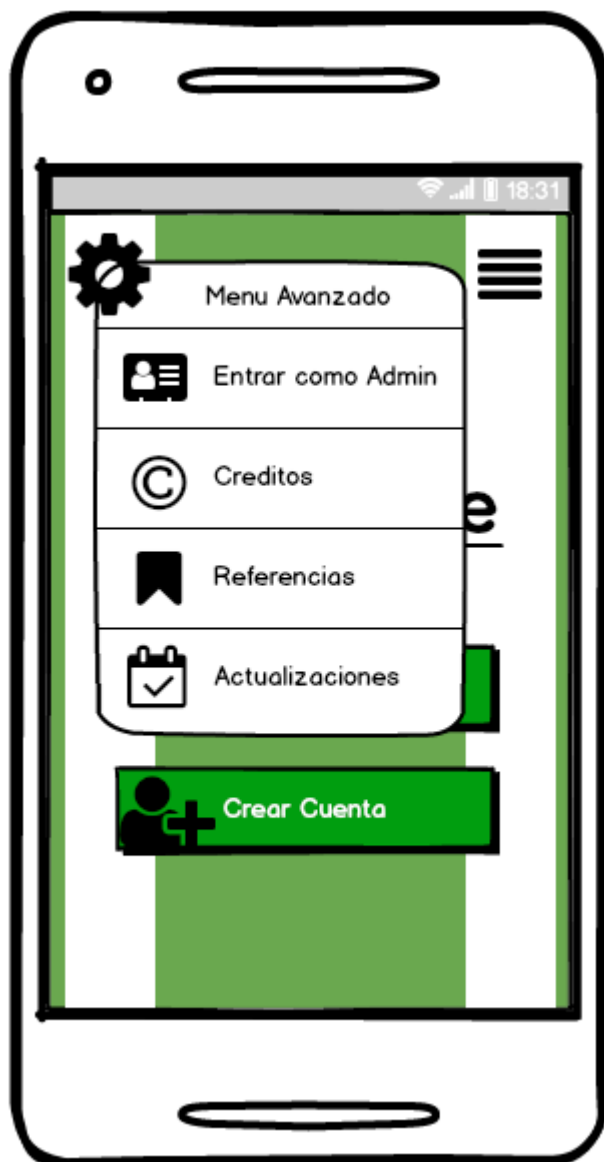 18:31
Menu Avanzado
Entrar como Admin
Creditos
e
Referencias
Actualizaciones
Crear Cuenta